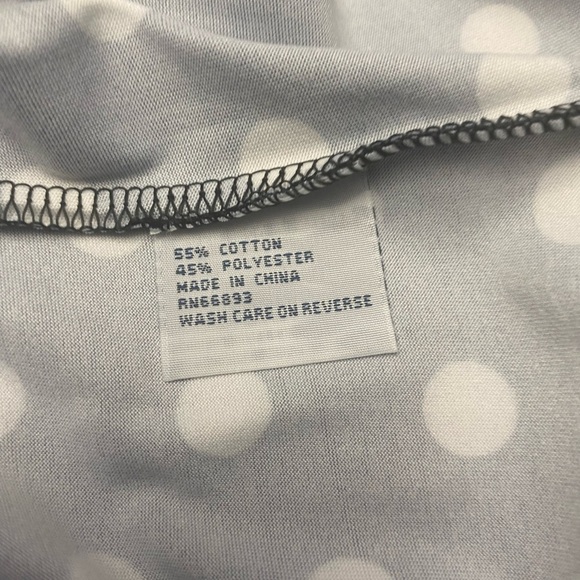 55% COTTON
45% POLYESTER
MADE IN CHINA
RN66893
WASH CARE ON REVERSE